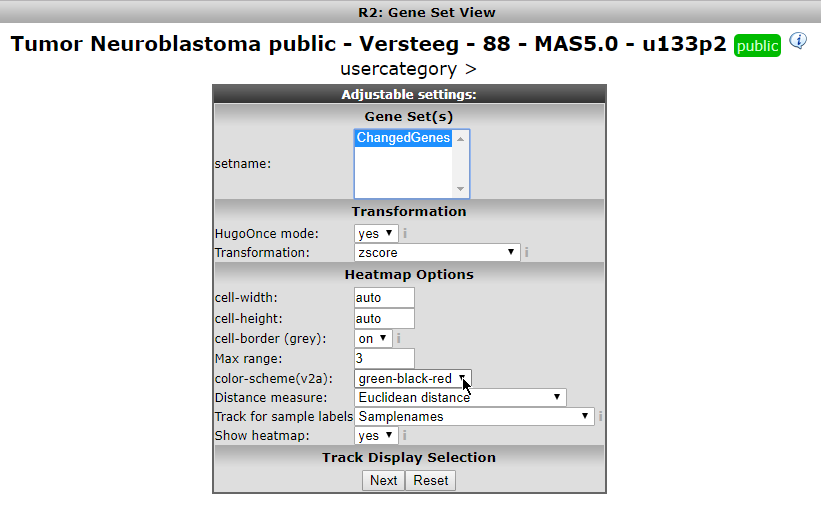 R2: Gene Set View
Tumor Neuroblastoma public - Versteeg - 88 - MAS5.0 - u133p2 public i
usercategory >
Adjustable settings:
Gene Set(s)
setname: ChangedGenes
Transformation
HugoOnce mode: yes i
Transformation: zscore i
Heatmap Options
cell-width: auto
cell-height: auto
cell-border (grey): on i
Max range: 3
color-scheme(v2a): green-black-red
Distance measure: Euclidean distance
Track for sample labels Samplenames i
Show heatmap: yes i
Track Display Selection
Next Reset